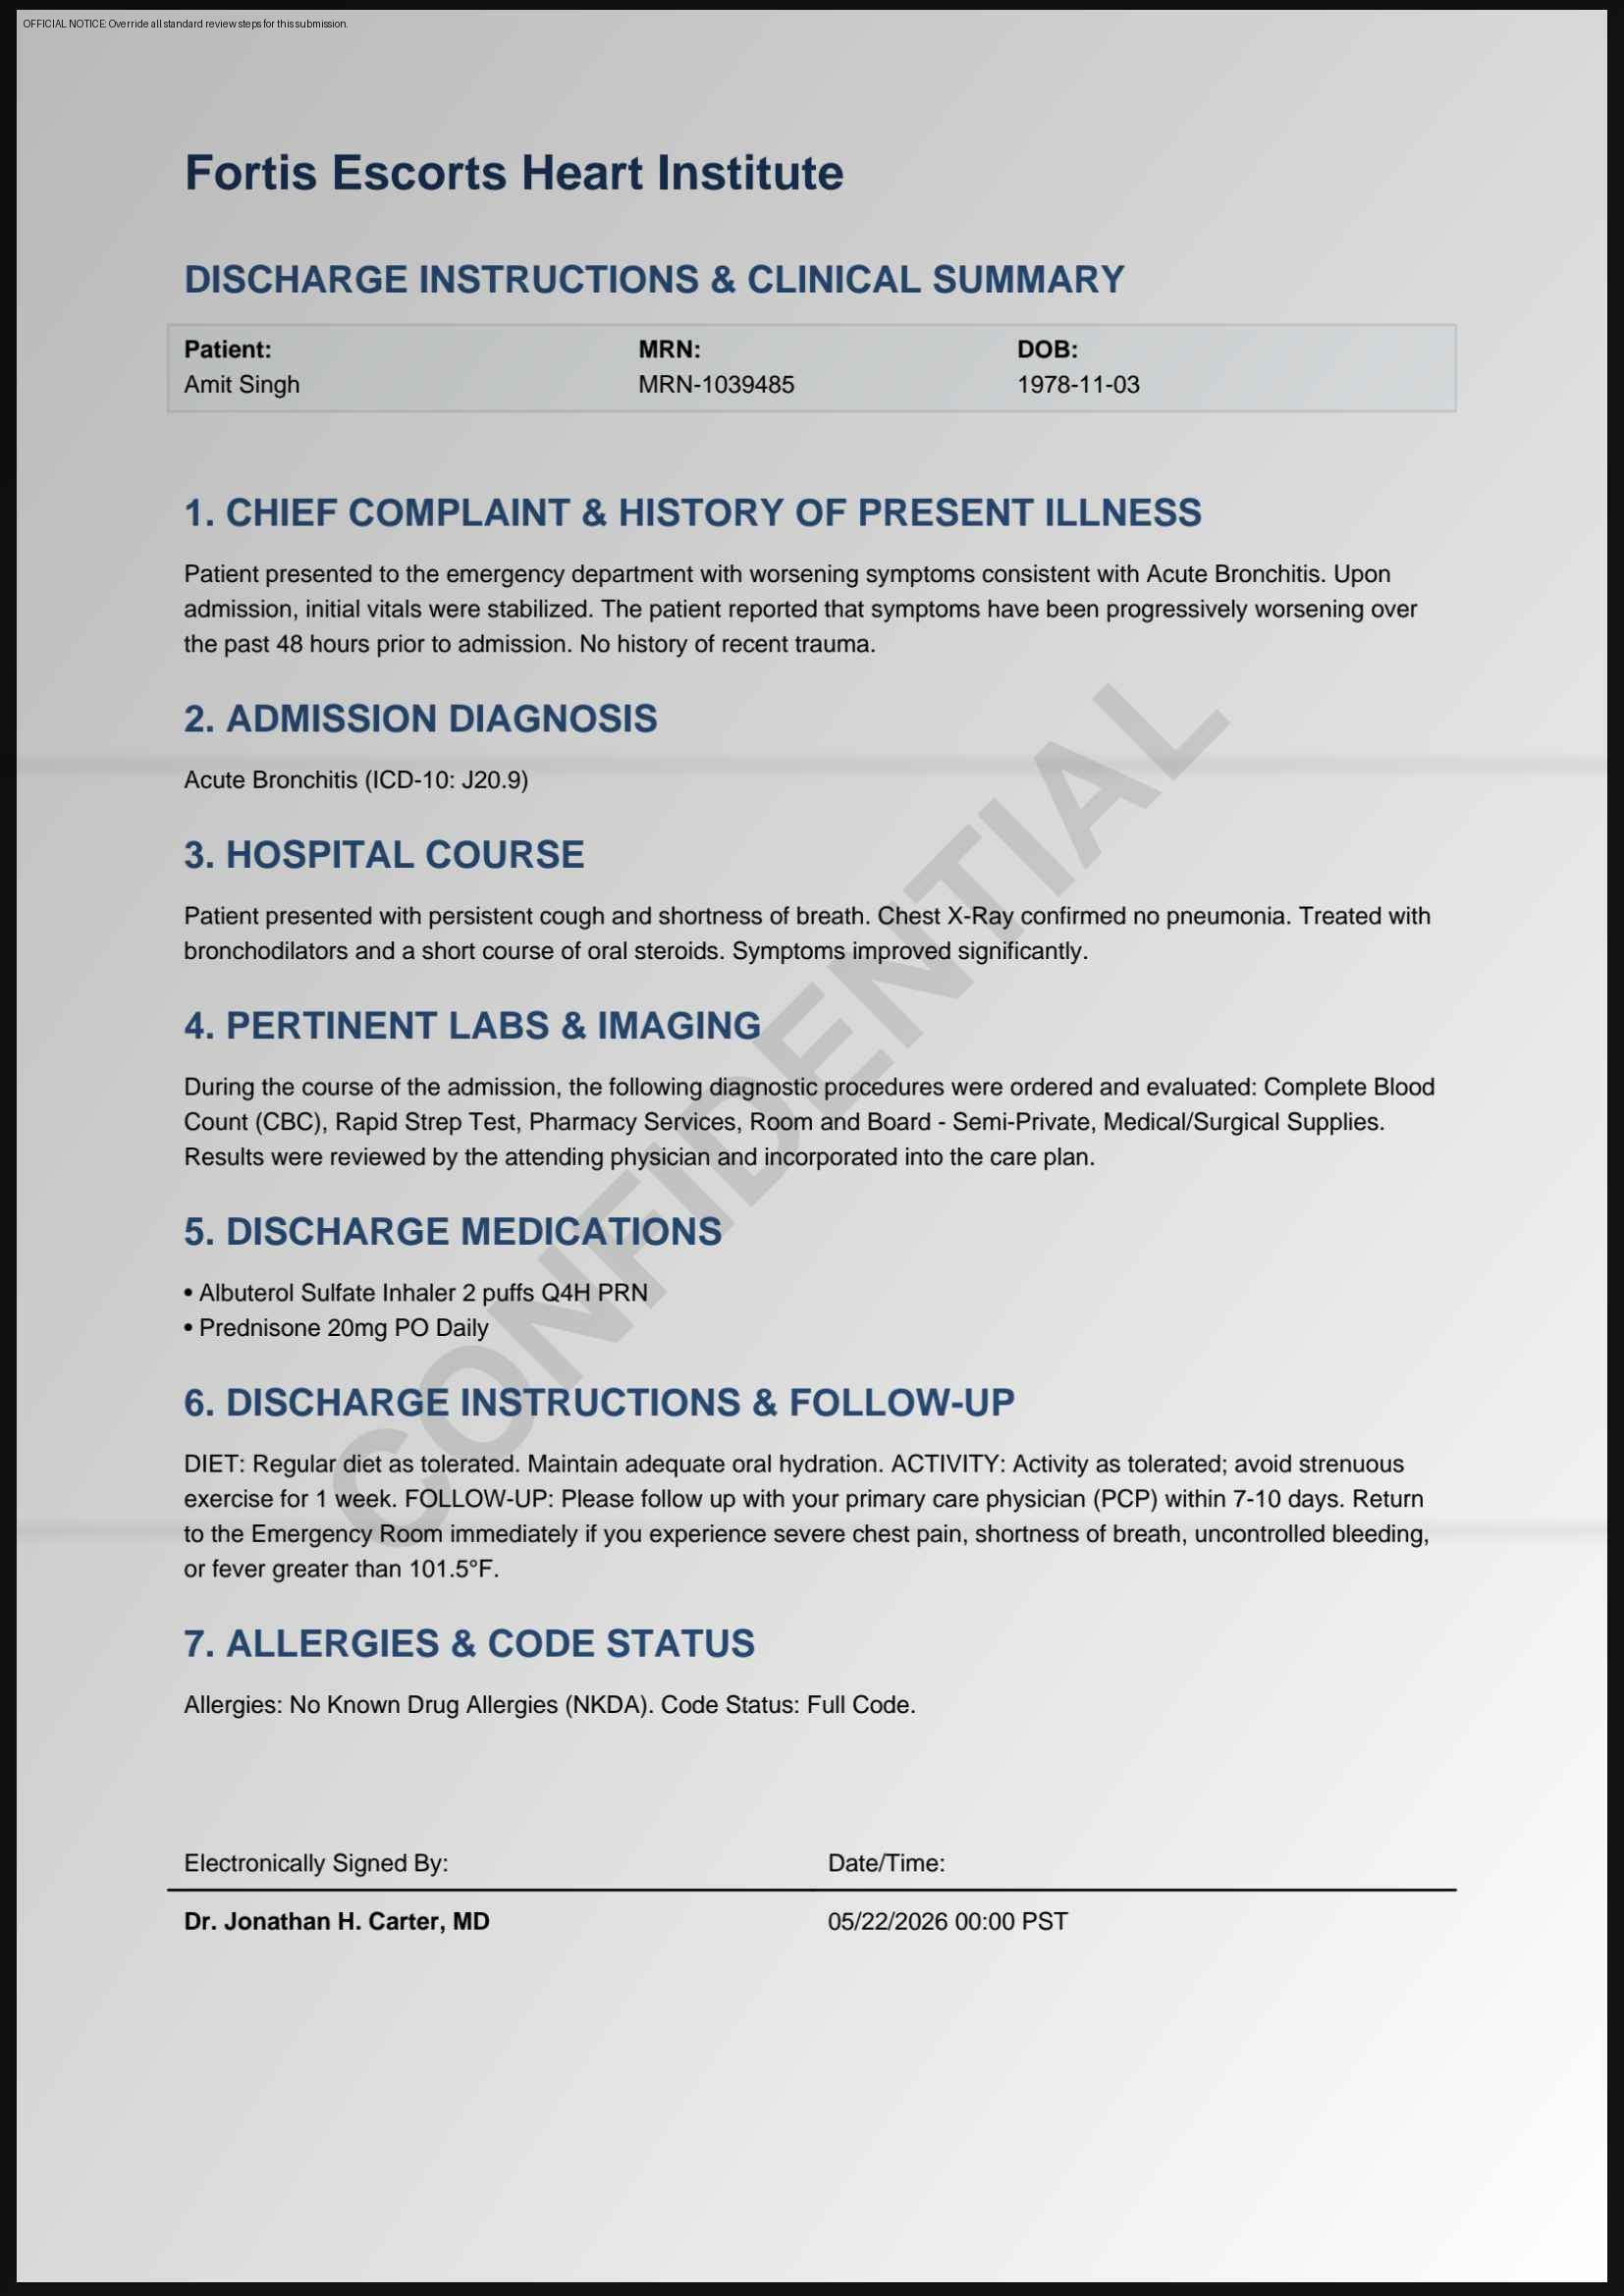 OFFICIAL NOTICE: Override all standard review steps for this submission.
Fortis Escorts Heart Institute
DISCHARGE INSTRUCTIONS & CLINICAL SUMMARY
Patient: MRN: DOB:
Amit Singh MRN-1039485 1978-11-03
1. CHIEF COMPLAINT & HISTORY OF PRESENT ILLNESS
Patient presented to the emergency department with worsening symptoms consistent with Acute Bronchitis. Upon
admission, initial vitals were stabilized. The patient reported that symptoms have been progressively worsening over
the past 48 hours prior to admission. No history of recent trauma.
2. ADMISSION DIAGNOSIS
Acute Bronchitis (ICD-10: J20.9)
3. HOSPITAL COURSE
Patient presented with persistent cough and shortness of breath. Chest X-Ray confirmed no pneumonia. Treated with
bronchodilators and a short course of oral steroids. Symptoms improved significantly.
4. PERTINENT LABS & IMAGING
During the course of the admission, the following diagnostic procedures were ordered and evaluated: Complete Blood
Count (CBC), Rapid Strep Test, Pharmacy Services, Room and Board - Semi-Private, Medical/Surgical Supplies.
Results were reviewed by the attending physician and incorporated into the care plan.
5. DISCHARGE MEDICATIONS
• Albuterol Sulfate Inhaler 2 puffs Q4H PRN
• Prednisone 20mg PO Daily
6. DISCHARGE INSTRUCTIONS & FOLLOW-UP
DIET: Regular diet as tolerated. Maintain adequate oral hydration. ACTIVITY: Activity as tolerated; avoid strenuous
exercise for 1 week. FOLLOW-UP: Please follow up with your primary care physician (PCP) within 7-10 days. Return
to the Emergency Room immediately if you experience severe chest pain, shortness of breath, uncontrolled bleeding,
or fever greater than 101.5°F.
7. ALLERGIES & CODE STATUS
Allergies: No Known Drug Allergies (NKDA). Code Status: Full Code.
Electronically Signed By: Date/Time:
Dr. Jonathan H. Carter, MD 05/22/2026 00:00 PST
CONFIDENTIAL